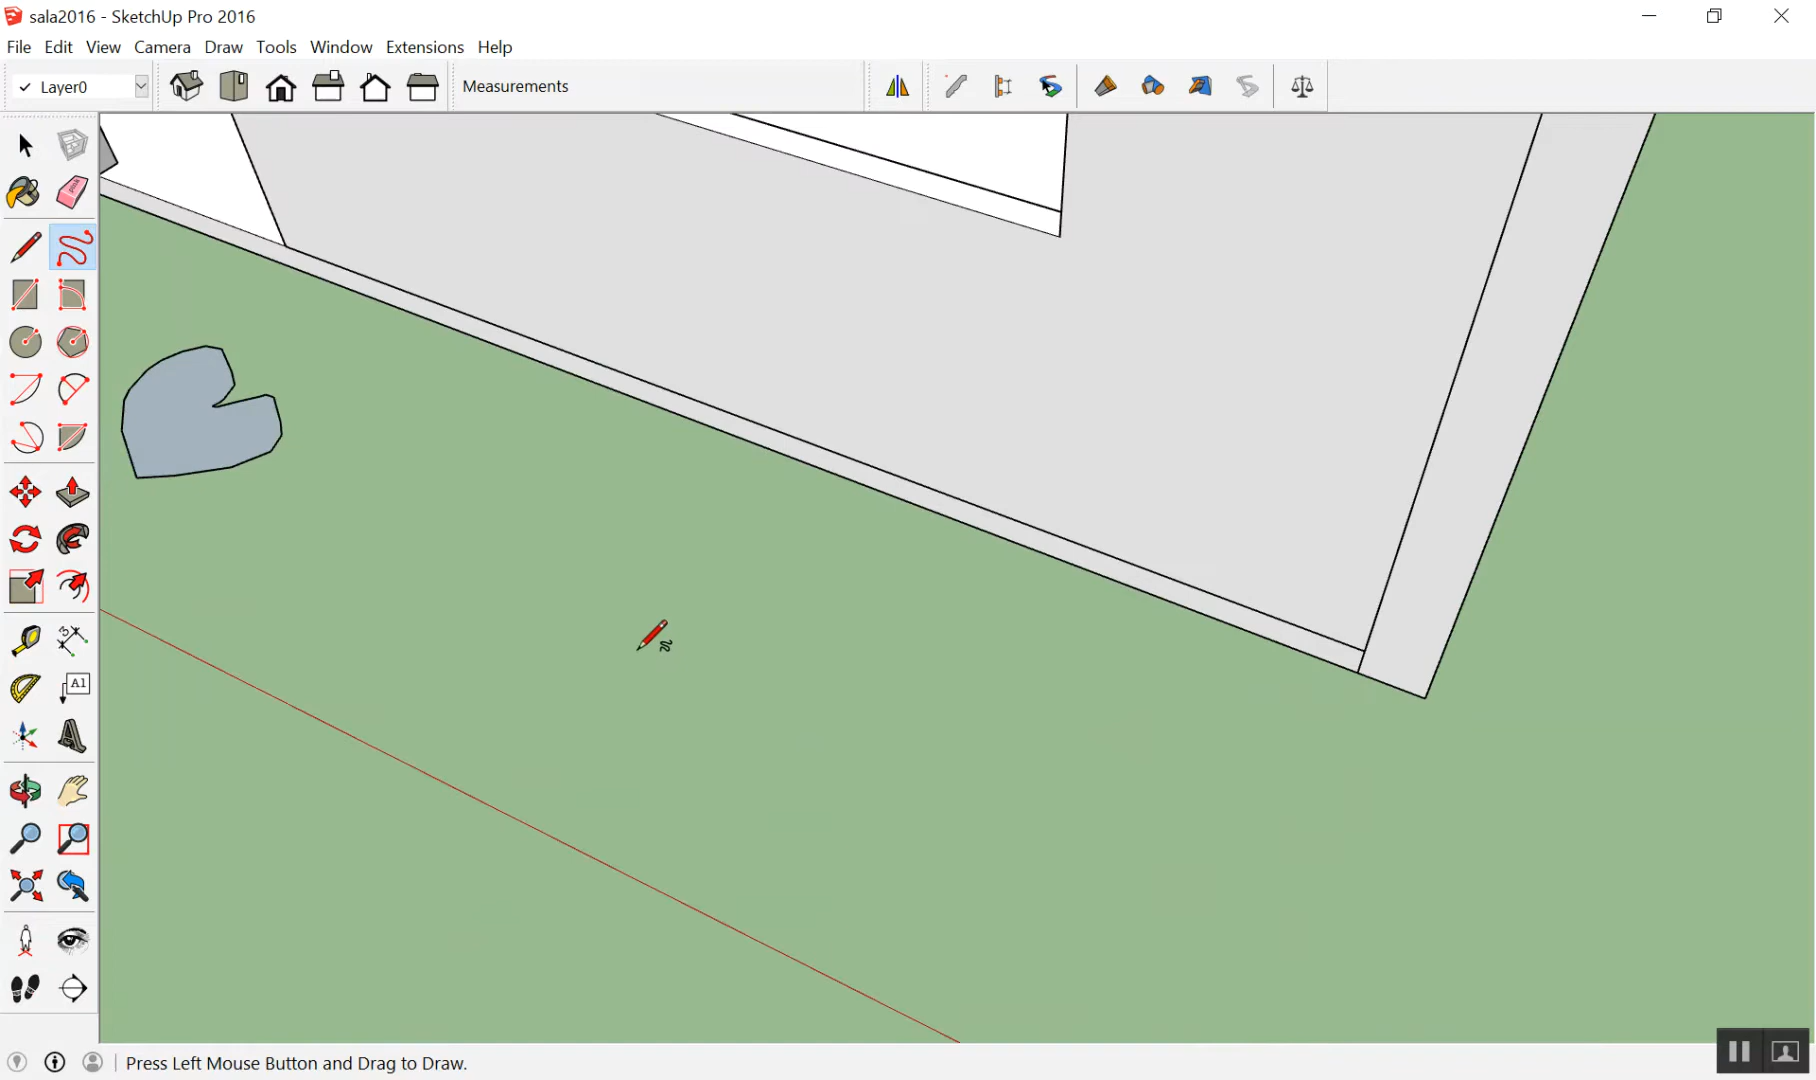 sala2016 - SketchUp Pro 2016
File Edit View Camera Draw Tools Window Extensions Help
Layer0
Measurements
A1
Press Left Mouse Button and Drag to Draw.